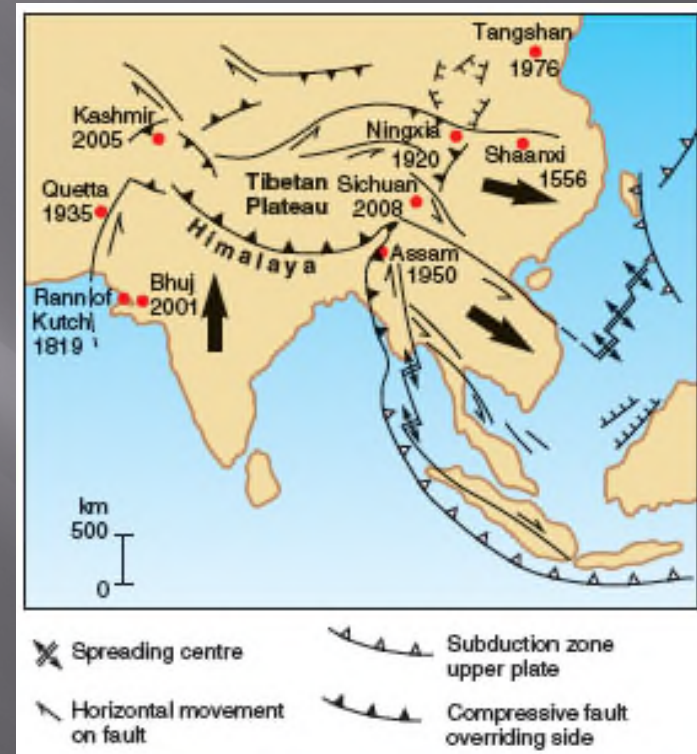 Tangshan
1976
Kashmir
2005
Ningxia
1920
Shaanxi
1556
Quetta
1935
Tibetan
Plateau
Sichuan
2008
Himalaya
Assam
1950
Rann of
Kutch
1819
Bhuj
2001
km
500
0
Spreading centre
Subduction zone
upper plate
Horizontal movement
on fault
Compressive fault
overriding side